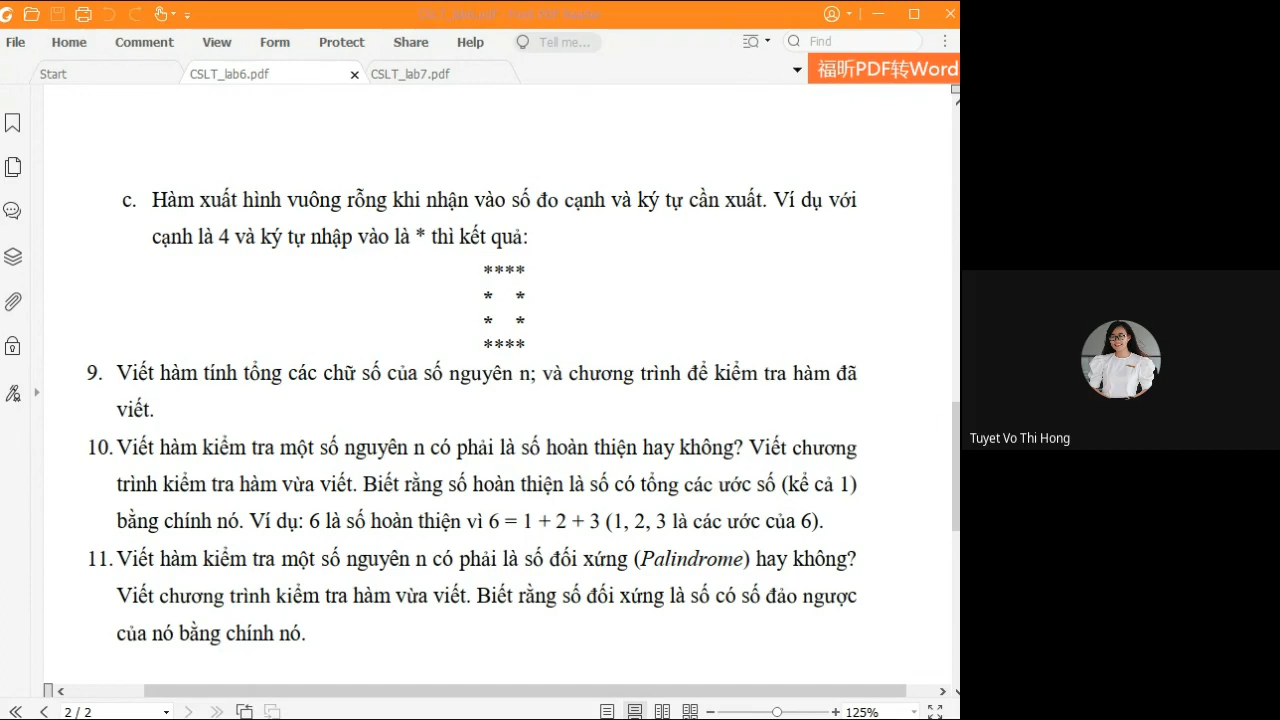 File Home Comment View Form Protect Share Help Tell me... Find
Start CSLT_lab6.pdf CSLT_lab7.pdf 福昕PDF转Word
c. Hàm xuất hình vuông rỗng khi nhận vào số đo cạnh và ký tự cần xuất. Ví dụ với
cạnh là 4 và ký tự nhập vào là * thì kết quả:
****
* *
* *
****
9. Viết hàm tính tổng các chữ số của số nguyên n; và chương trình để kiểm tra hàm đã
viết.
10. Viết hàm kiểm tra một số nguyên n có phải là số hoàn thiện hay không? Viết chương
trình kiểm tra hàm vừa viết. Biết rằng số hoàn thiện là số có tổng các ước số (kể cả 1)
bằng chính nó. Ví dụ: 6 là số hoàn thiện vì 6 = 1 + 2 + 3 (1, 2, 3 là các ước của 6).
11. Viết hàm kiểm tra một số nguyên n có phải là số đối xứng (Palindrome) hay không?
Viết chương trình kiểm tra hàm vừa viết. Biết rằng số đối xứng là số có số đảo ngược
của nó bằng chính nó.
2 / 2 125%
Tuyet Vo Thi Hong